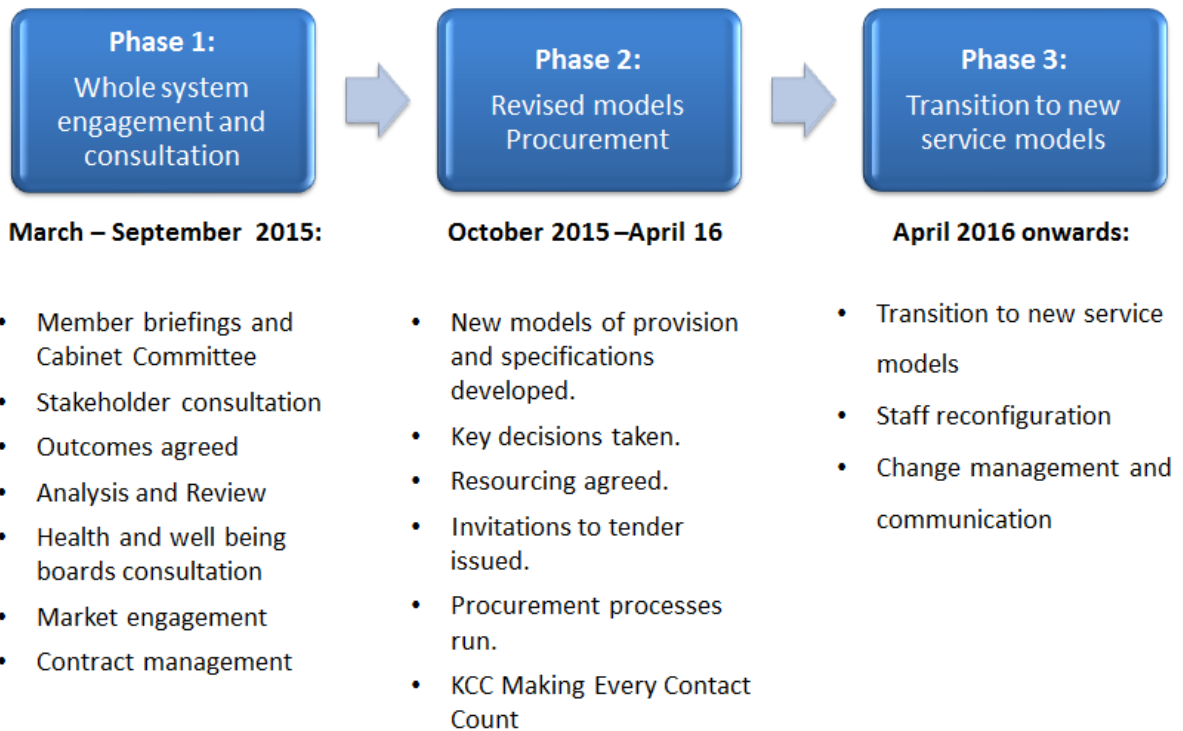 Phase 1:
Whole system
engagement and
consultation
Phase 2:
Revised models
Procurement
Phase 3:
Transition to new
service models
March – September 2015:
• Member briefings and
Cabinet Committee
• Stakeholder consultation
• Outcomes agreed
• Analysis and Review
• Health and well being
boards consultation
• Market engagement
• Contract management
October 2015 –April 16
• New models of provision
and specifications
developed.
• Key decisions taken.
• Resourcing agreed.
• Invitations to tender
issued.
• Procurement processes
run.
• KCC Making Every Contact
Count
April 2016 onwards:
• Transition to new service
models
• Staff reconfiguration
• Change management and
communication